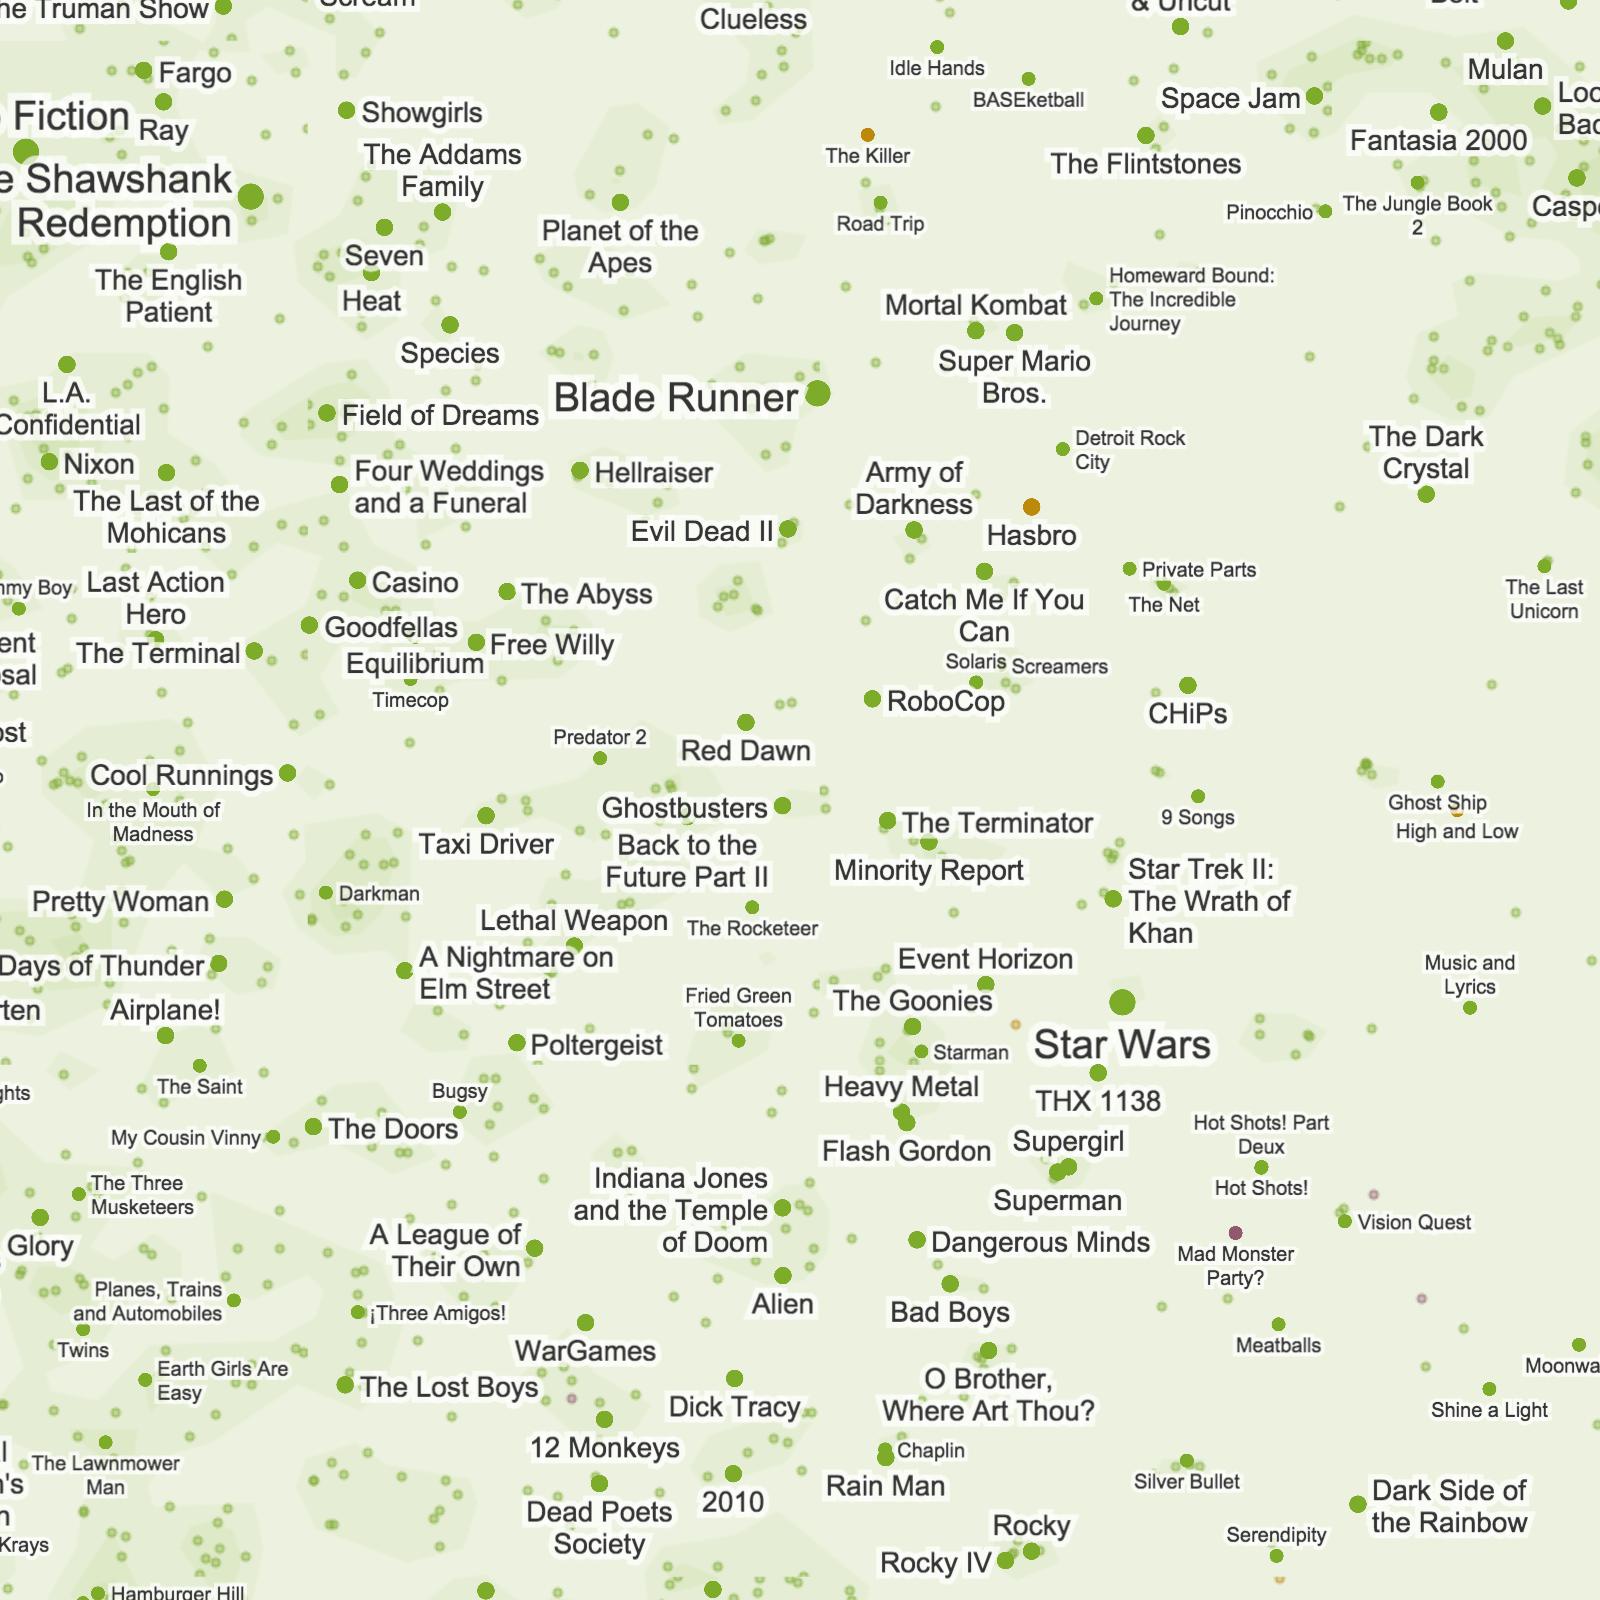 he Truman Show
Scream
Clueless
& Uncut
Fargo
Idle Hands
BASEketball
Mulan
Fiction
Ray
Showgirls
Space Jam
Fantasia 2000
The Addams
Family
The Killer
The Flintstones
e Shawshank
Redemption
Road Trip
Pinocchio
The Jungle Book
2
Planet of the
Apes
Seven
The English
Patient
Heat
Mortal Kombat
Homeward Bound:
The Incredible
Journey
Species
Super Mario
Bros.
L.A.
Confidential
Blade Runner
Field of Dreams
Nixon
Four Weddings
and a Funeral
Hellraiser
Army of
Darkness
Detroit Rock
City
The Dark
Crystal
The Last of the
Mohicans
Evil Dead II
Hasbro
mmy Boy
Last Action
Hero
Casino
The Abyss
Catch Me If You
Can
Private Parts
The Net
The Last
Unicorn
ent
sal
The Terminal
Goodfellas
Free Willy
Equilibrium
Timecop
Solaris
Screamers
RoboCop
CHiPs
ost
Predator 2
Red Dawn
Cool Runnings
In the Mouth of
Madness
Ghostbusters
Taxi Driver
Back to the
Future Part II
The Terminator
Minority Report
9 Songs
Ghost Ship
High and Low
Pretty Woman
Darkman
Lethal Weapon
The Rocketeer
Star Trek II:
The Wrath of
Khan
Days of Thunder
A Nightmare on
Elm Street
Event Horizon
Music and
Lyrics
rten
Airplane!
Fried Green
Tomatoes
The Goonies
Star Wars
Poltergeist
Starman
The Saint
ghts
Bugsy
Heavy Metal
THX 1138
My Cousin Vinny
The Doors
Flash Gordon
Supergirl
Hot Shots! Part
Deux
Hot Shots!
The Three
Musketeers
Indiana Jones
and the Temple
of Doom
Superman
Glory
A League of
Their Own
Dangerous Minds
Vision Quest
Mad Monster
Party?
Planes, Trains
and Automobiles
¡Three Amigos!
Alien
Bad Boys
Twins
WarGames
Meatballs
Moonwa
Earth Girls Are
Easy
The Lost Boys
Dick Tracy
O Brother,
Where Art Thou?
Shine a Light
The Lawnmower
Man
12 Monkeys
Chaplin
Rain Man
Silver Bullet
n's
Krays
Dead Poets
Society
2010
Dark Side of
the Rainbow
Rocky
Rocky IV
Serendipity
Hamburger Hill